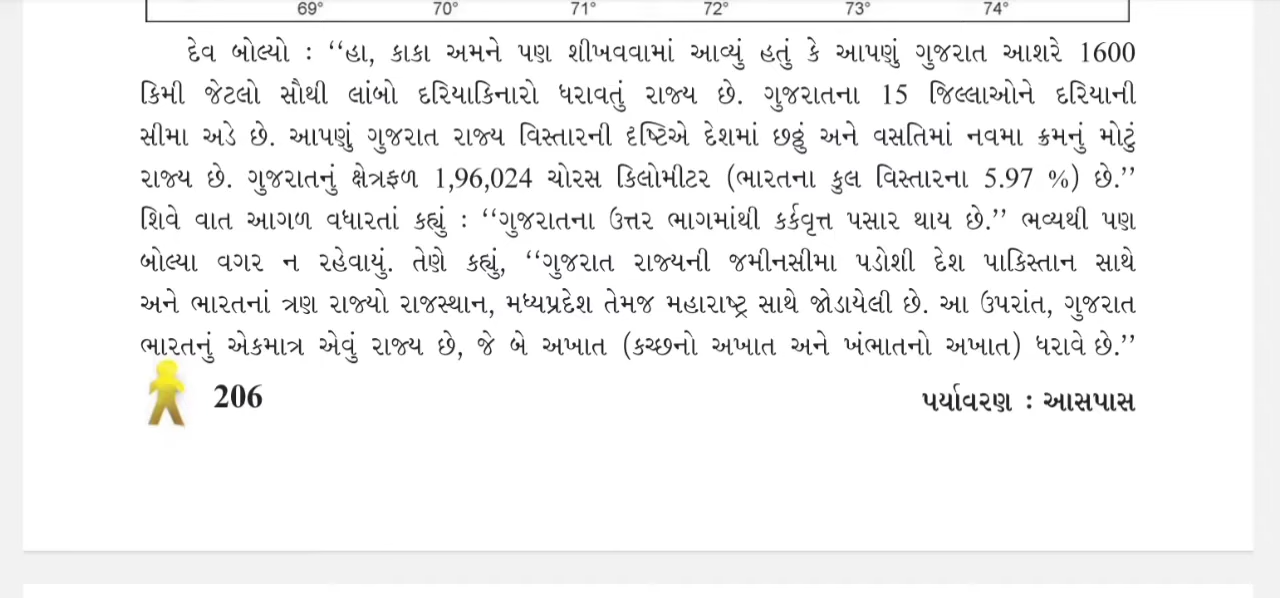 69° 70° 71° 72° 73° 74°
દેવ બોલ્યો : ‘‘હા, કાકા અમને પણ શીખવવામાં આવ્યું હતું કે આપણું ગુજરાત આશરે 1600
કિમી જેટલો સૌથી લાંબો દરિયાકિનારો ધરાવતું રાજ્ય છે. ગુજરાતના 15 જિલ્લાઓને દરિયાની
સીમા અડે છે. આપણું ગુજરાત રાજ્ય વિસ્તારની દૃષ્ટિએ દેશમાં છઠ્ઠું અને વસતિમાં નવમા ક્રમનું મોટું
રાજ્ય છે. ગુજરાતનું ક્ષેત્રફળ 1,96,024 ચોરસ કિલોમીટર (ભારતના કુલ વિસ્તારના 5.97 %) છે.’’
શિવે વાત આગળ વધારતાં કહ્યું : ‘‘ગુજરાતના ઉત્તર ભાગમાંથી કર્કવૃત્ત પસાર થાય છે.’’ ભવ્યથી પણ
બોલ્યા વગર ન રહેવાયું. તેણે કહ્યું, ‘‘ગુજરાત રાજ્યની જમીનસીમા પડોશી દેશ પાકિસ્તાન સાથે
અને ભારતનાં ત્રણ રાજ્યો રાજસ્થાન, મધ્યપ્રદેશ તેમજ મહારાષ્ટ્ર સાથે જોડાયેલી છે. આ ઉપરાંત, ગુજરાત
ભારતનું એકમાત્ર એવું રાજ્ય છે, જે બે અખાત (કચ્છનો અખાત અને ખંભાતનો અખાત) ધરાવે છે.’’
206 પર્યાવરણ : આસપાસ